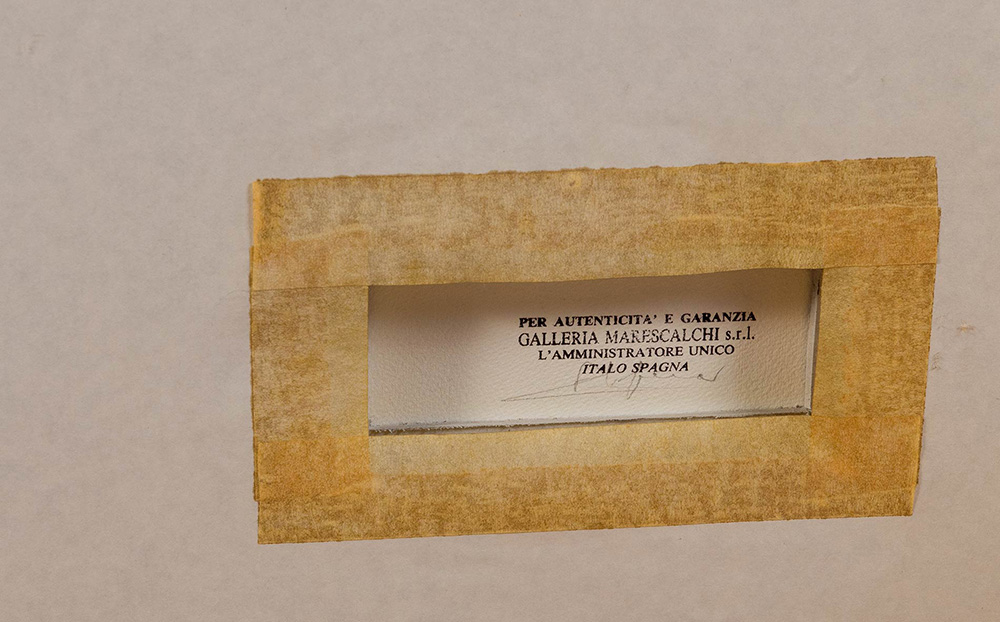 PER AUTENTICITA' E GARANZIA
GALLERIA MARESCALCHI s.r.l.
L'AMMINISTRATORE UNICO
ITALO SPAGNA